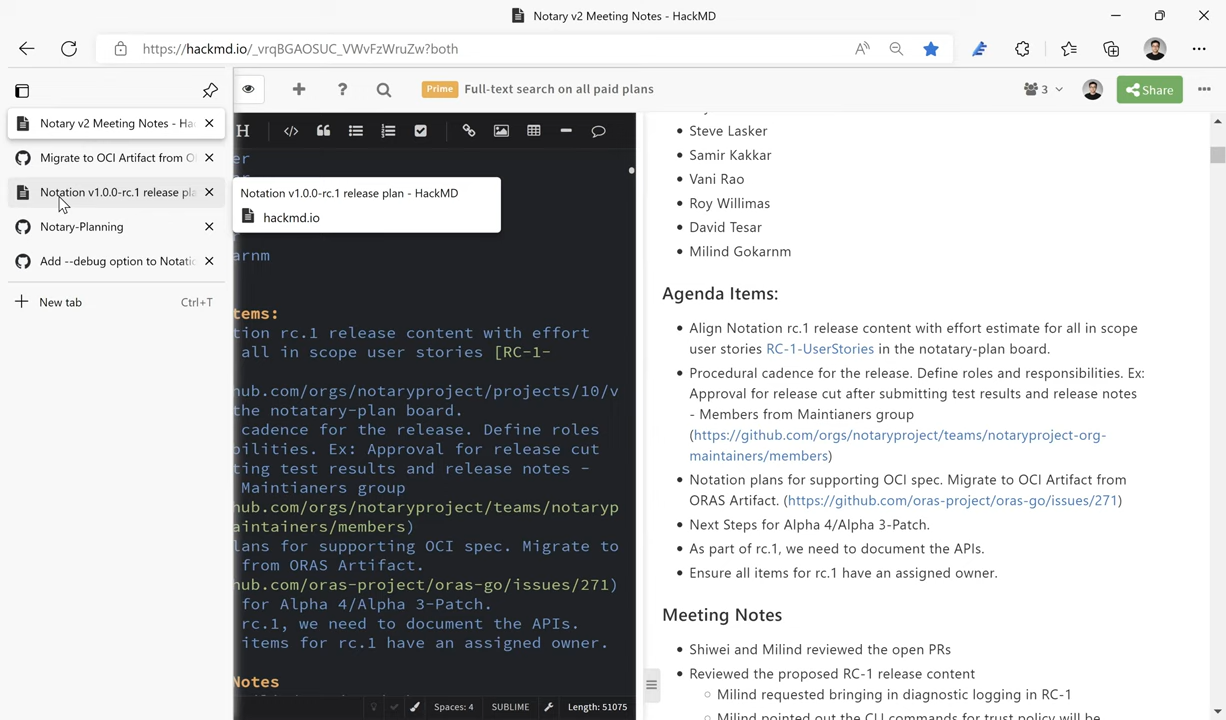 Notary v2 Meeting Notes - HackMD
https://hackmd.io/_vrqBGAOSUC_VWvFzWruZw?both
Prime Full-text search on all paid plans
3
Share
Notary v2 Meeting Notes - Ha
Migrate to OCI Artifact from O
Notation v1.0.0-rc.1 release pla
Notary-Planning
Add --debug option to Notatio
New tab Ctrl+T
Notation v1.0.0-rc.1 release plan - HackMD
hackmd.io
H
er
arnm
tems:
tion rc.1 release content with effort
all in scope user stories [RC-1-
hub.com/orgs/notaryproject/projects/10/v
the notatary-plan board.
cadence for the release. Define roles
bilities. Ex: Approval for release cut
ting test results and release notes -
Maintianers group
hub.com/orgs/notaryproject/teams/notaryp
aintainers/members)
lans for supporting OCI spec. Migrate to
from ORAS Artifact.
hub.com/oras-project/oras-go/issues/271)
for Alpha 4/Alpha 3-Patch.
rc.1, we need to document the APIs.
items for rc.1 have an assigned owner.
Notes
Spaces: 4 SUBLIME Length: 51075
Steve Lasker
Samir Kakkar
Vani Rao
Roy Willimas
David Tesar
Milind Gokarnm
Agenda Items:
Align Notation rc.1 release content with effort estimate for all in scope
user stories RC-1-UserStories in the notatary-plan board.
Procedural cadence for the release. Define roles and responsibilities. Ex:
Approval for release cut after submitting test results and release notes
- Members from Maintianers group
(https://github.com/orgs/notaryproject/teams/notaryproject-org-
maintainers/members)
Notation plans for supporting OCI spec. Migrate to OCI Artifact from
ORAS Artifact. (https://github.com/oras-project/oras-go/issues/271)
Next Steps for Alpha 4/Alpha 3-Patch.
As part of rc.1, we need to document the APIs.
Ensure all items for rc.1 have an assigned owner.
Meeting Notes
Shiwei and Milind reviewed the open PRs
Reviewed the proposed RC-1 release content
Milind requested bringing in diagnostic logging in RC-1
Milind pointed out the CLI commands for trust policy will be